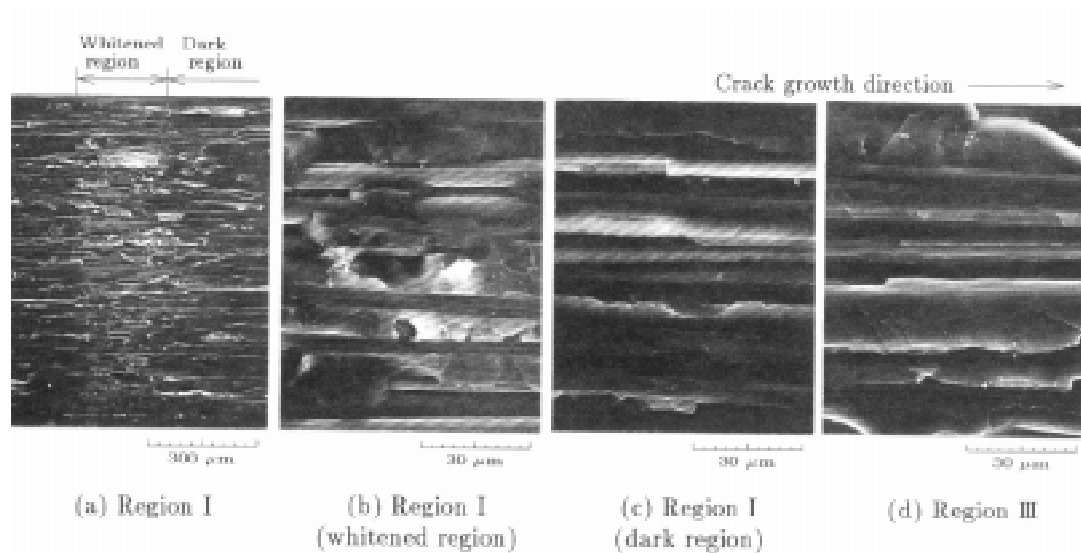 Whitened Dark
region region
Crack growth direction
300 μm
30 μm
30 μm
30 μm
(a) Region I
(b) Region I
(whitened region)
(c) Region I
(dark region)
(d) Region III